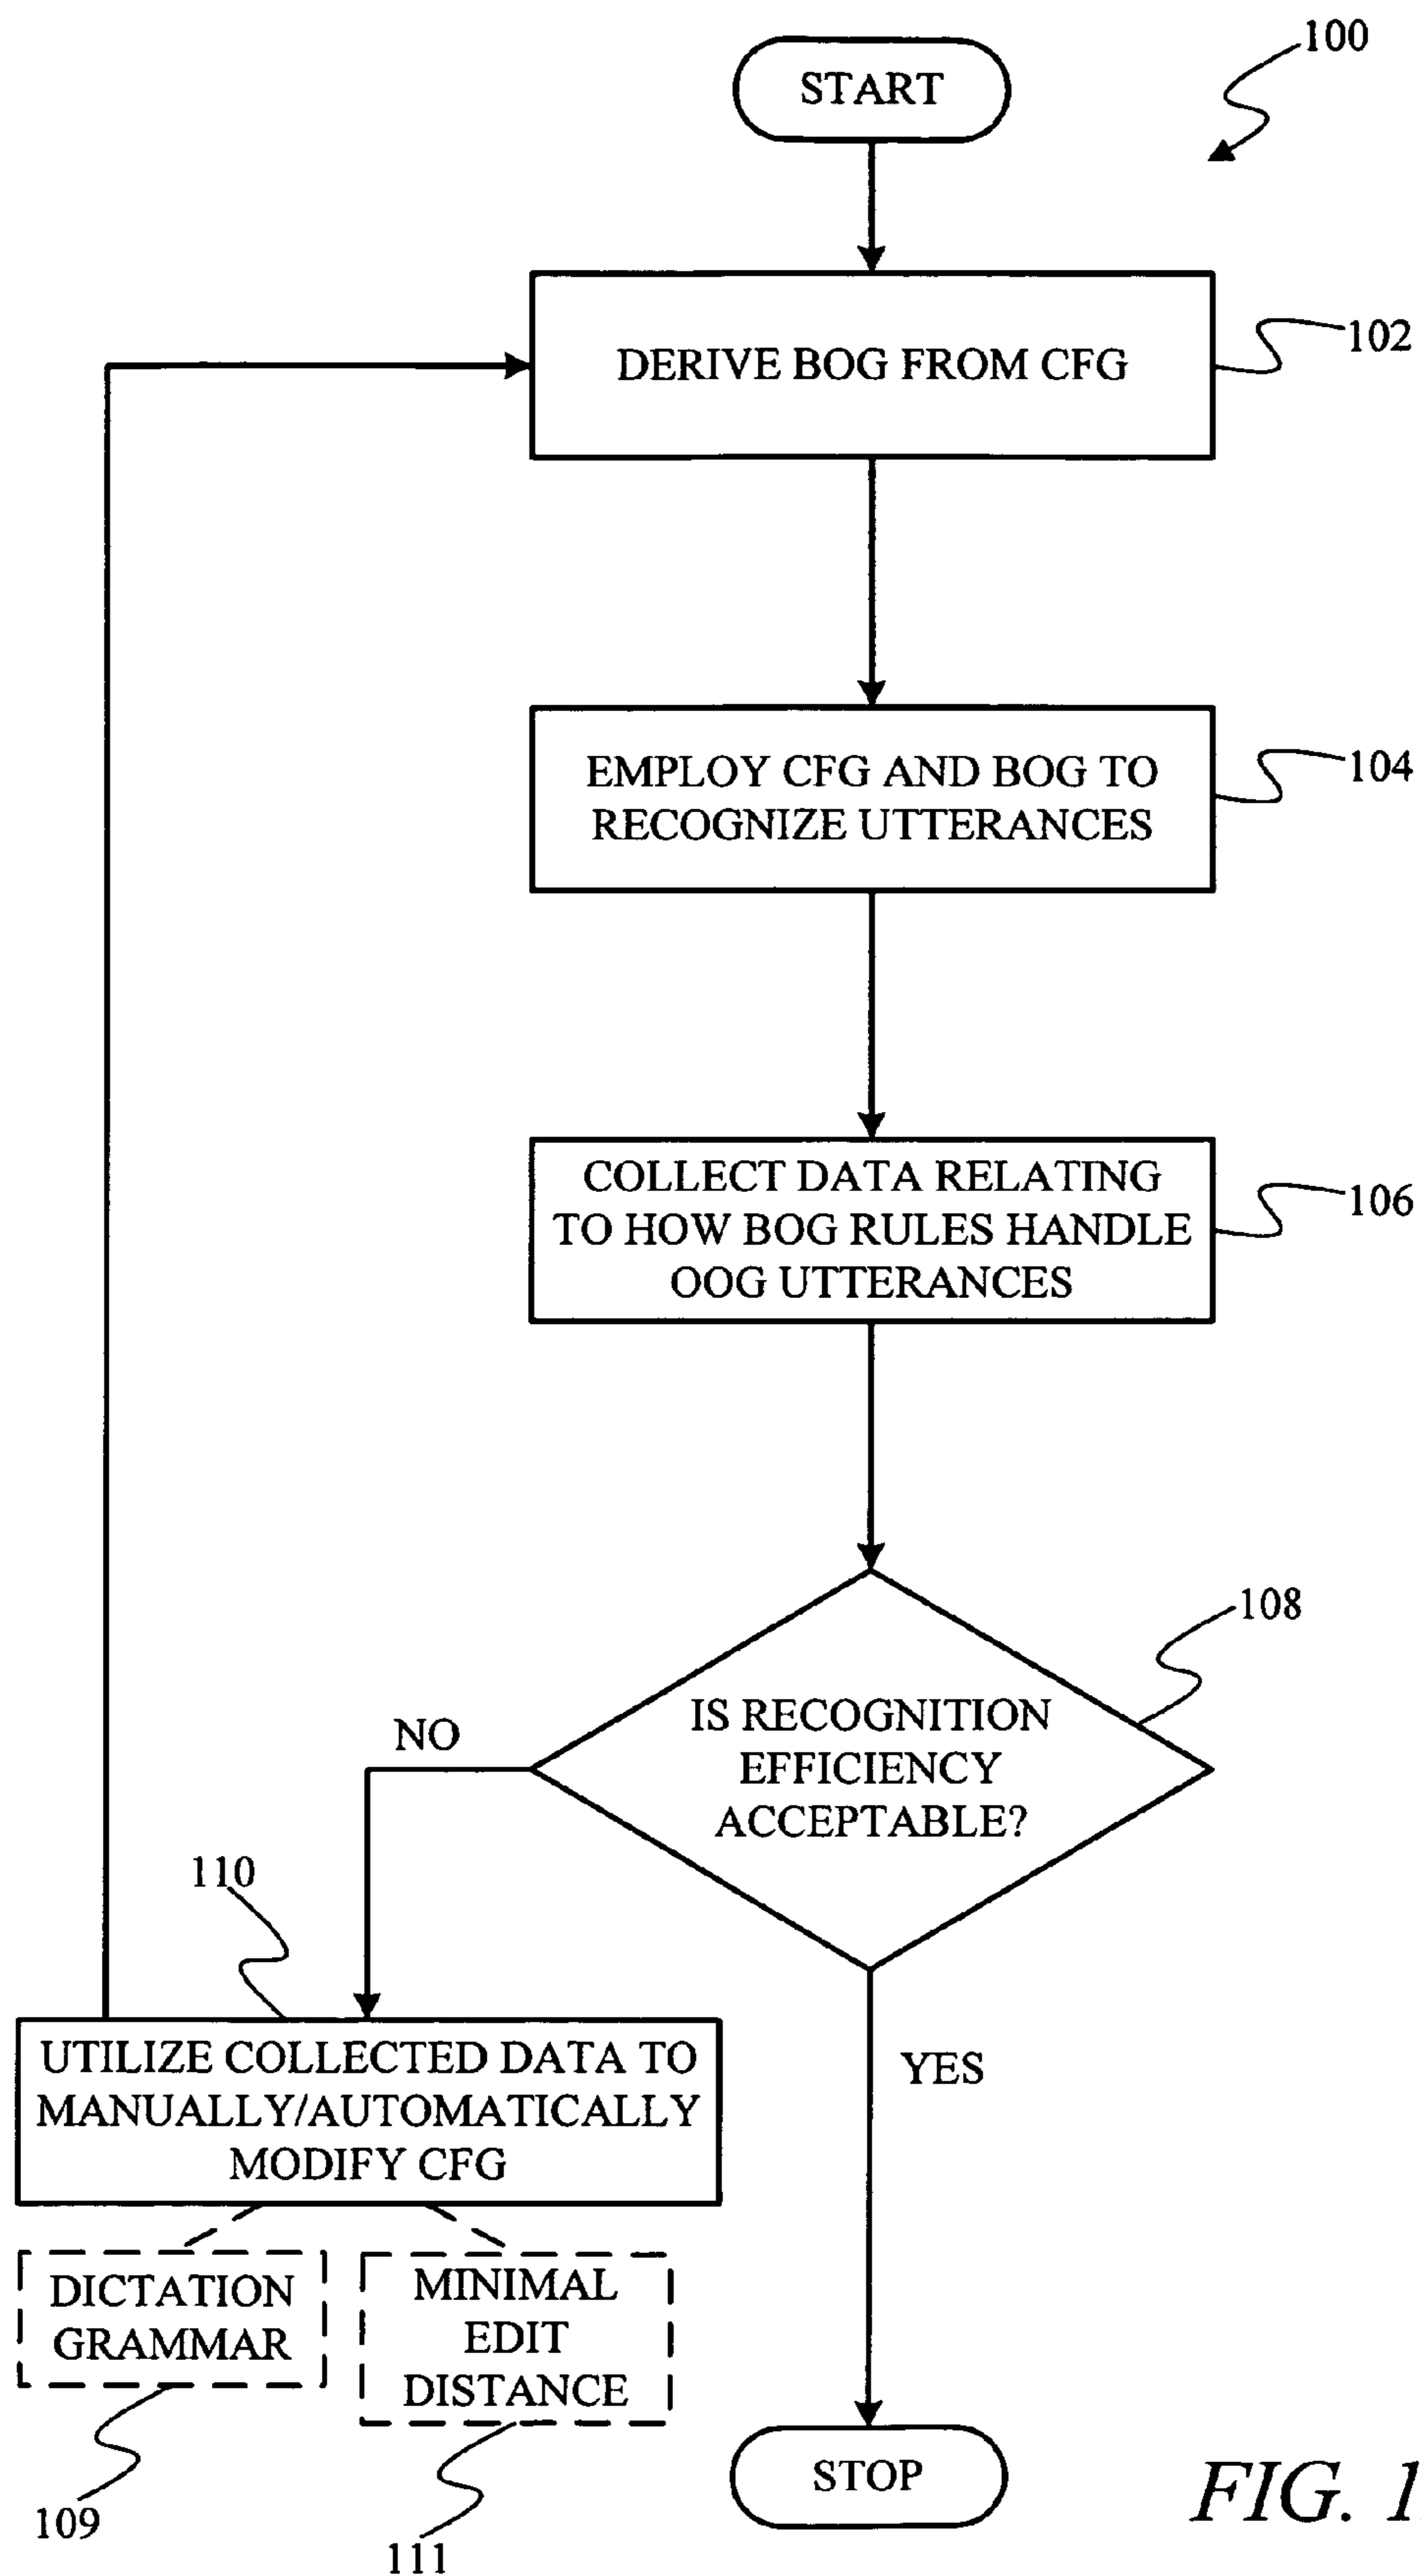 100
START
DERIVE BOG FROM CFG
102
EMPLOY CFG AND BOG TO
RECOGNIZE UTTERANCES
104
COLLECT DATA RELATING
TO HOW BOG RULES HANDLE
OOG UTTERANCES
106
108
IS RECOGNITION
EFFICIENCY
ACCEPTABLE?
NO
110
UTILIZE COLLECTED DATA TO
MANUALLY/AUTOMATICALLY
MODIFY CFG
YES
DICTATION
GRAMMAR
MINIMAL
EDIT
DISTANCE
109
111
STOP
FIG. 1.